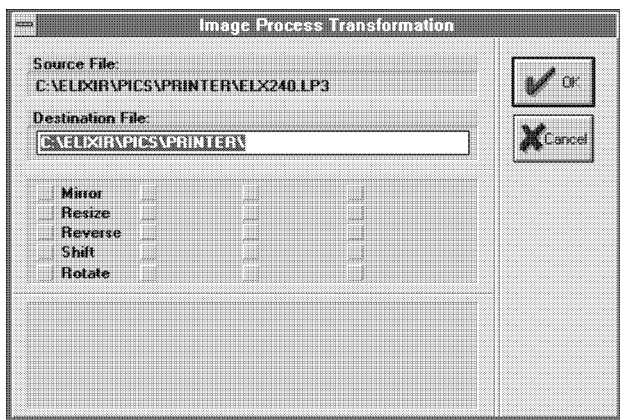 Image Process Transformation
Source File:
C:\ELIXIR\PICS\PRINTER\ELX240.LP3
OK
Destination File:
C:\ELIXIR\PICS\PRINTER\
Cancel
Mirror
Resize
Reverse
Shift
Rotate